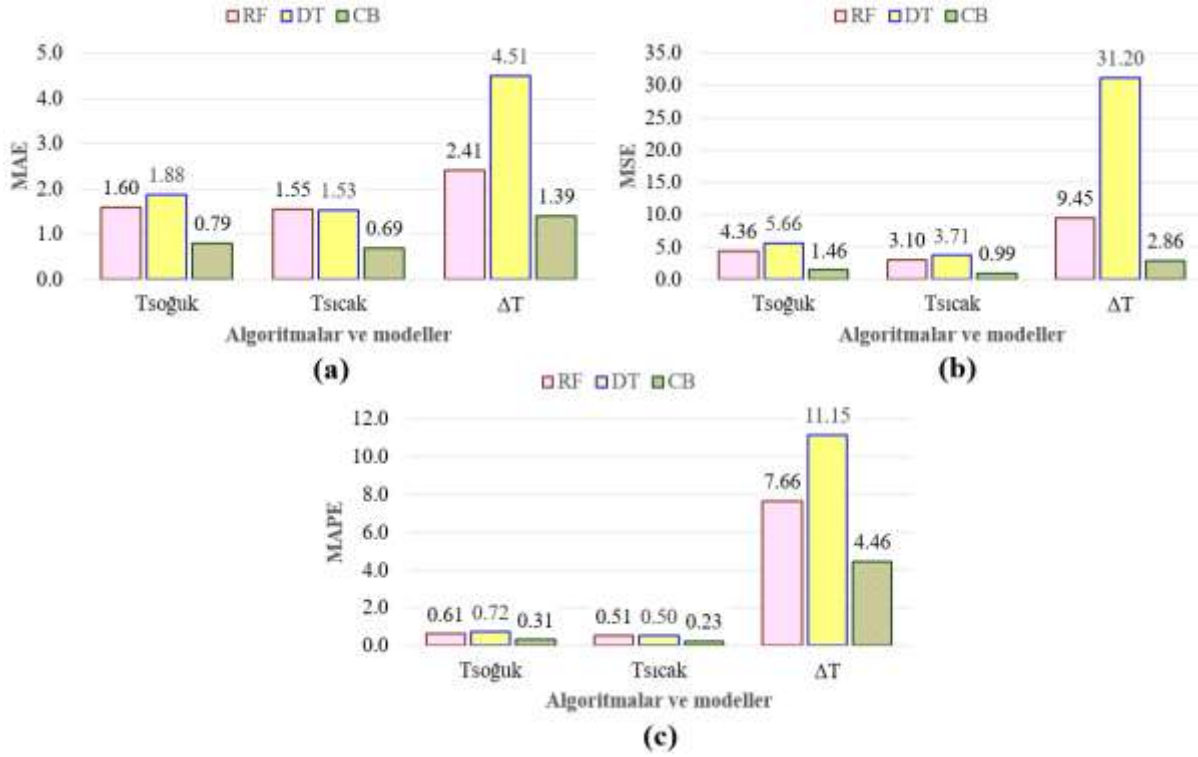 RF DT CB
5.0
4.0
3.0
2.0
1.0
0.0
MAE
1.60 1.88 0.79 1.55 1.53 0.69 2.41 4.51 1.39
Tsoğuk Tsıcak ΔT
Algoritmalar ve modeller
(a)
RF DT CB
35.0
30.0
25.0
20.0
15.0
10.0
5.0
0.0
MSE
4.36 5.66 1.46 3.10 3.71 0.99 9.45 31.20 2.86
Tsoğuk Tsıcak ΔT
Algoritmalar ve modeller
(b)
RF DT CB
12.0
10.0
8.0
6.0
4.0
2.0
0.0
MAPE
0.61 0.72 0.31 0.51 0.50 0.23 7.66 11.15 4.46
Tsoğuk Tsıcak ΔT
Algoritmalar ve modeller
(c)